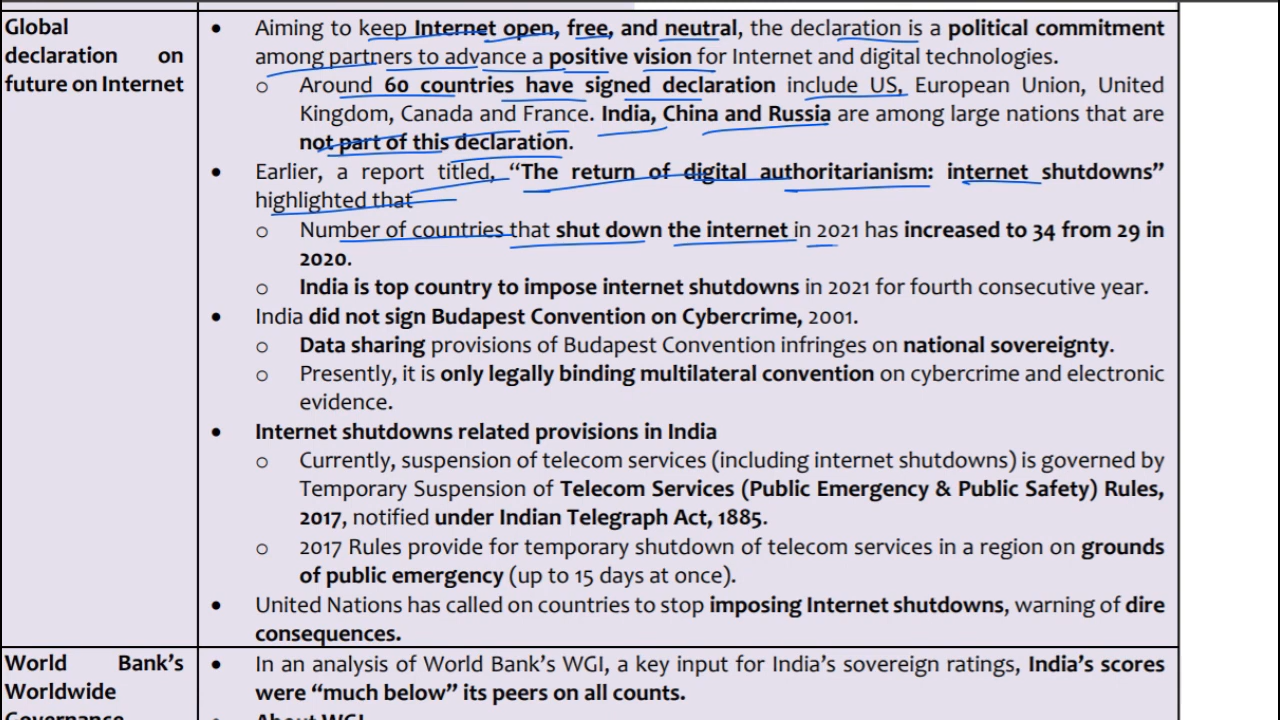 Global
declaration on
future on Internet
• Aiming to keep Internet open, free, and neutral, the declaration is a political commitment
among partners to advance a positive vision for Internet and digital technologies.
o Around 60 countries have signed declaration include US, European Union, United
Kingdom, Canada and France. India, China and Russia are among large nations that are
not part of this declaration.
• Earlier, a report titled, “The return of digital authoritarianism: internet shutdowns”
highlighted that
o Number of countries that shut down the internet in 2021 has increased to 34 from 29 in
2020.
o India is top country to impose internet shutdowns in 2021 for fourth consecutive year.
• India did not sign Budapest Convention on Cybercrime, 2001.
o Data sharing provisions of Budapest Convention infringes on national sovereignty.
o Presently, it is only legally binding multilateral convention on cybercrime and electronic
evidence.
• Internet shutdowns related provisions in India
o Currently, suspension of telecom services (including internet shutdowns) is governed by
Temporary Suspension of Telecom Services (Public Emergency & Public Safety) Rules,
2017, notified under Indian Telegraph Act, 1885.
o 2017 Rules provide for temporary shutdown of telecom services in a region on grounds
of public emergency (up to 15 days at once).
• United Nations has called on countries to stop imposing Internet shutdowns, warning of dire
consequences.
World Bank’s
Worldwide
Governance
• In an analysis of World Bank’s WGI, a key input for India’s sovereign ratings, India’s scores
were “much below” its peers on all counts.
• About WGI